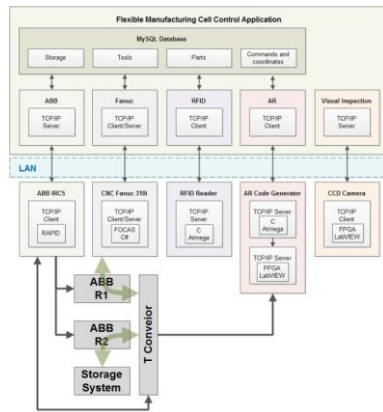 Flexible Manufacturing Cell Control Application
MySQL Database
Storage
Tools
Parts
Commands and
coordinates
ABB
TCP/IP
Server
Fanuc
TCP/IP
Client/Server
RFID
TCP/IP
Client
AR
TCP/IP
Client
Visual Inspection
TCP/IP
Server
LAN
ABB IRC5
TCP/IP
Client
RAPID
CNC Fanuc 310i
TCP/IP
Client/Server
FOCAS
C#
RFID Reader
TCP/IP
Server
C
Atmega
AR Code Generator
TCP/IP Server
C
Atmega
TCP/IP Server
FPGA
LabVIEW
CCD Camera
TCP/IP
Client
FPGA
LabVIEW
ABB
R1
ABB
R2
Storage
System
T Conveior